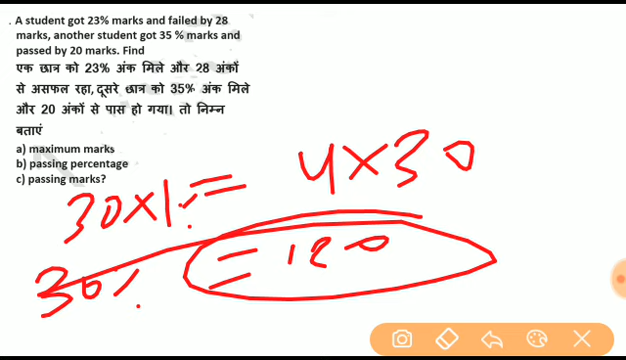 . A student got 23% marks and failed by 28
marks, another student got 35 % marks and
passed by 20 marks. Find
एक छात्र को 23% अंक मिले और 28 अंकों
से असफल रहा, दूसरे छात्र को 35% अंक मिले
और 20 अंकों से पास हो गया। तो निम्न
बताएं
a) maximum marks
b) passing percentage
c) passing marks?
30×1.= 4×30
30% = 120